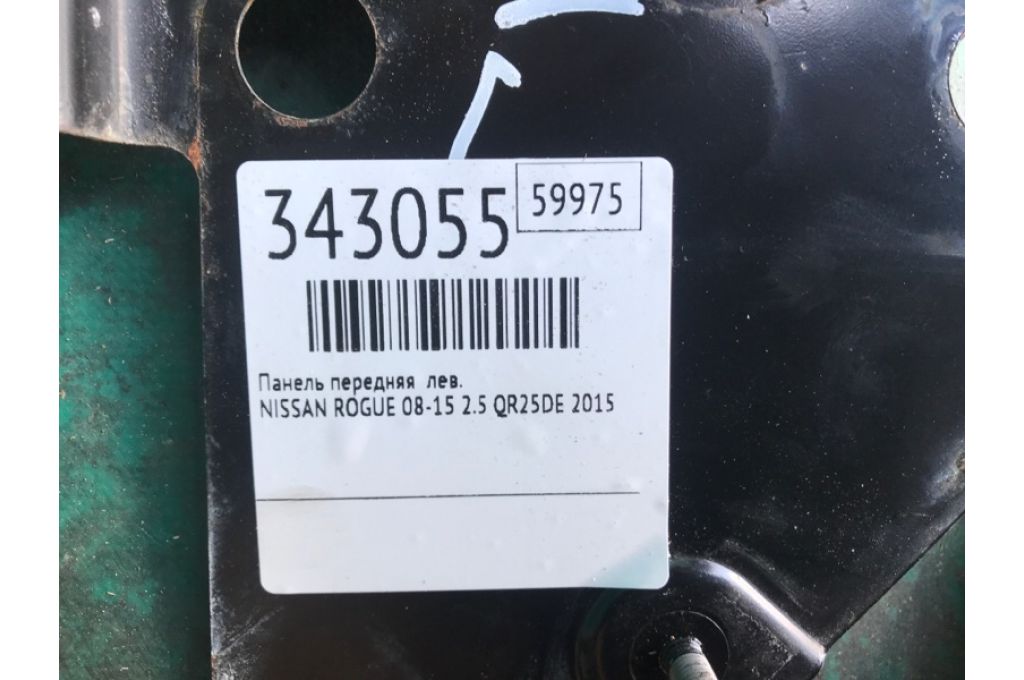 343055
59975
Панель передняя лев.
NISSAN ROGUE 08-15 2.5 QR25DE 2015